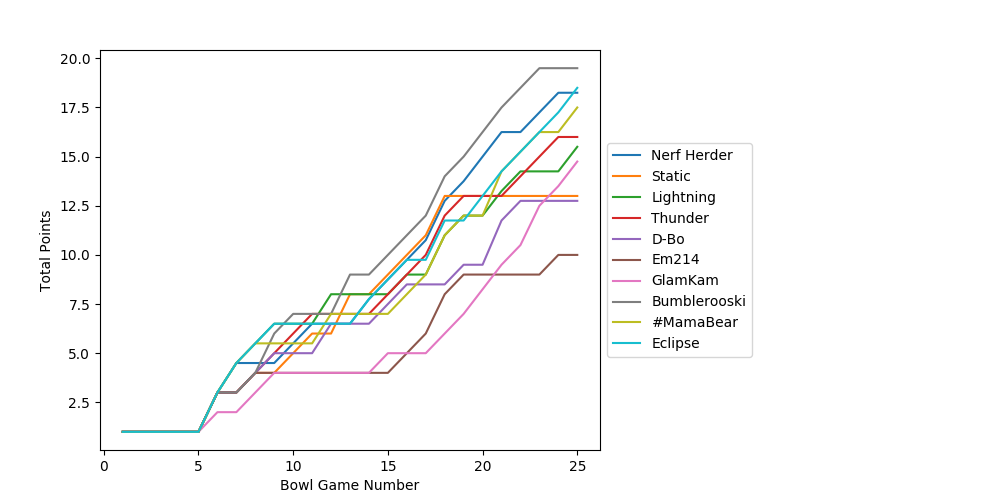 20.0
17.5
15.0
12.5
10.0
7.5
5.0
2.5
Total Points
0 5 10 15 20 25
Bowl Game Number
Nerf Herder
Static
Lightning
Thunder
D-Bo
Em214
GlamKam
Bumblerooski
#MamaBear
Eclipse